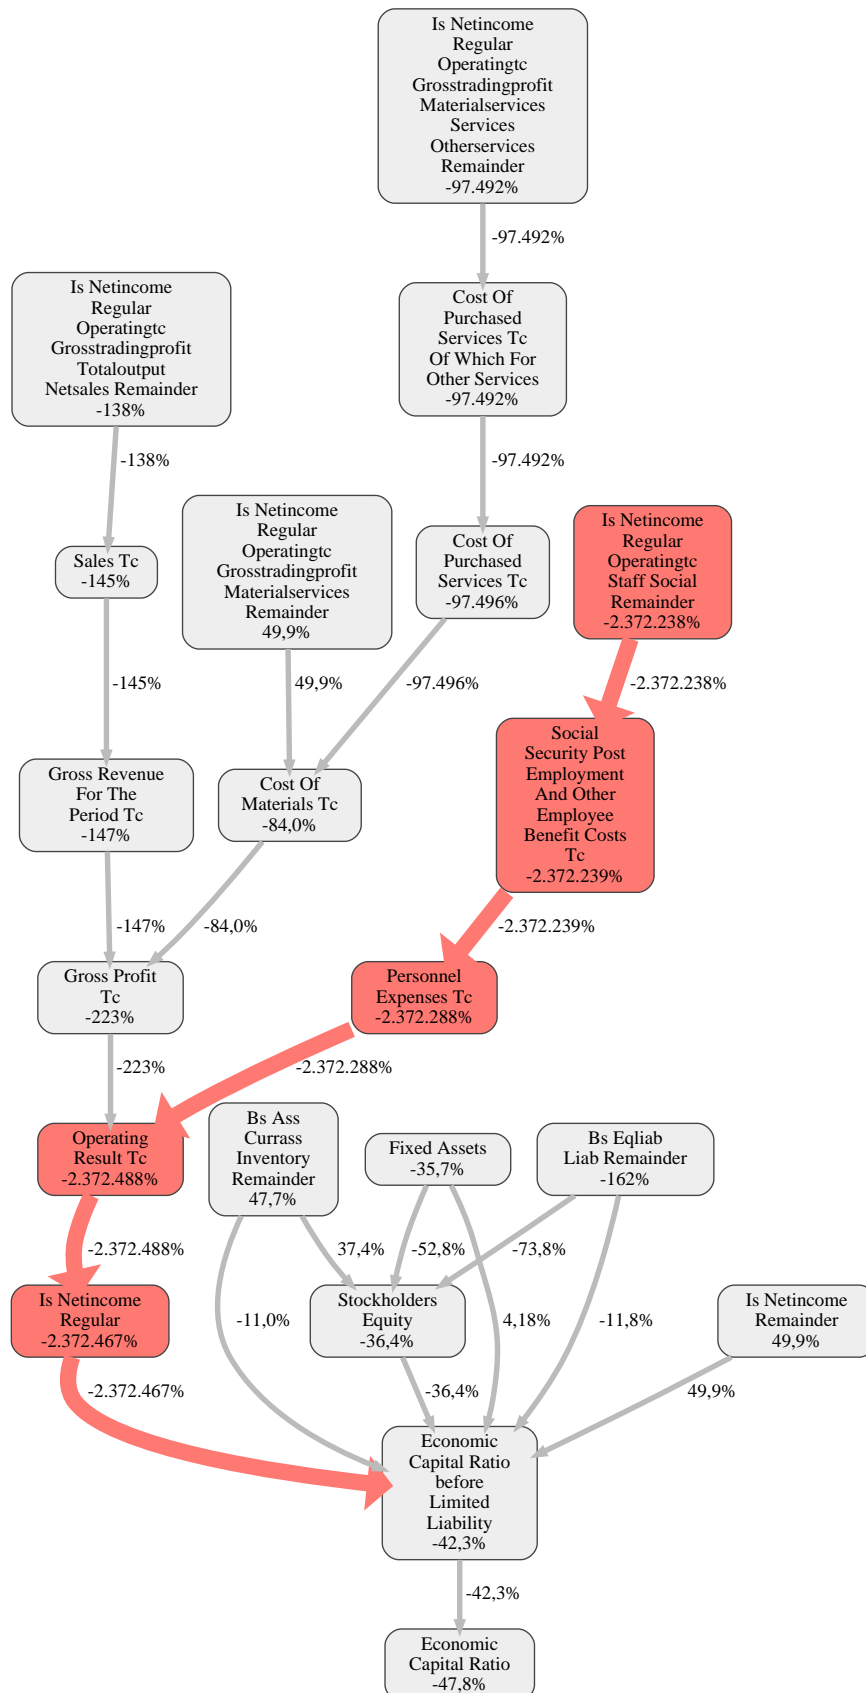 Is Netincome
Regular
Operatingtc
Grosstradingprofit
Materialservices
Services
Otherservices
Remainder
-97.492%
-97.492%
Is Netincome
Regular
Operatingtc
Grosstradingprofit
Totaloutput
Netsales Remainder
-138%
Cost Of
Purchased
Services Tc
Of Which For
Other Services
-97.492%
-138%
-97.492%
Is Netincome
Regular
Operatingtc
Grosstradingprofit
Materialservices
Remainder
49,9%
Is Netincome
Regular
Operatingtc
Staff Social
Remainder
-2.372.238%
Sales Tc
-145%
Cost Of
Purchased
Services Tc
-97.496%
-145%
49,9%
-97.496%
-2.372.238%
Social
Security Post
Employment
And Other
Employee
Benefit Costs
Tc
-2.372.239%
Gross Revenue
For The
Period Tc
-147%
Cost Of
Materials Tc
-84,0%
-147%
-84,0%
-2.372.239%
Gross Profit
Tc
-223%
Personnel
Expenses Tc
-2.372.288%
-223%
-2.372.288%
Operating
Result Tc
-2.372.488%
Bs Ass
Currass
Inventory
Remainder
47,7%
Fixed Assets
-35,7%
Bs Eqliab
Liab Remainder
-162%
-2.372.488%
37,4%
-52,8%
-73,8%
Is Netincome
Regular
-2.372.467%
-11,0%
Stockholders
Equity
-36,4%
4,18%
-11,8%
Is Netincome
Remainder
49,9%
-2.372.467%
-36,4%
49,9%
Economic
Capital Ratio
before
Limited
Liability
-42,3%
-42,3%
Economic
Capital Ratio
-47,8%